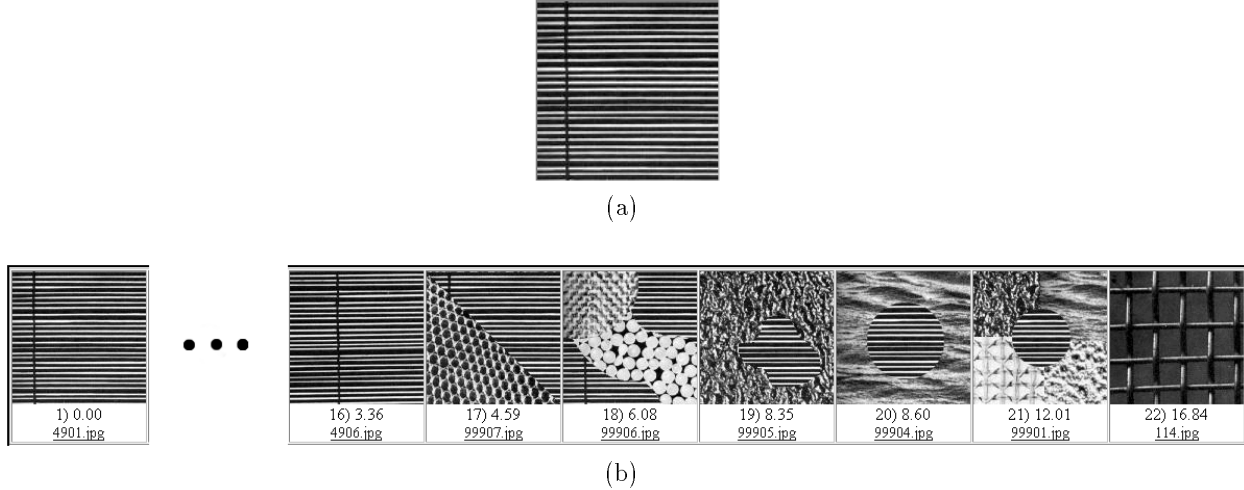 (a)
1) 0.00
4901.jpg
16) 3.36
4906.jpg
17) 4.59
99907.jpg
18) 6.08
99906.jpg
19) 8.35
99905.jpg
20) 8.60
99904.jpg
21) 12.01
99901.jpg
22) 16.84
114.jpg
(b)